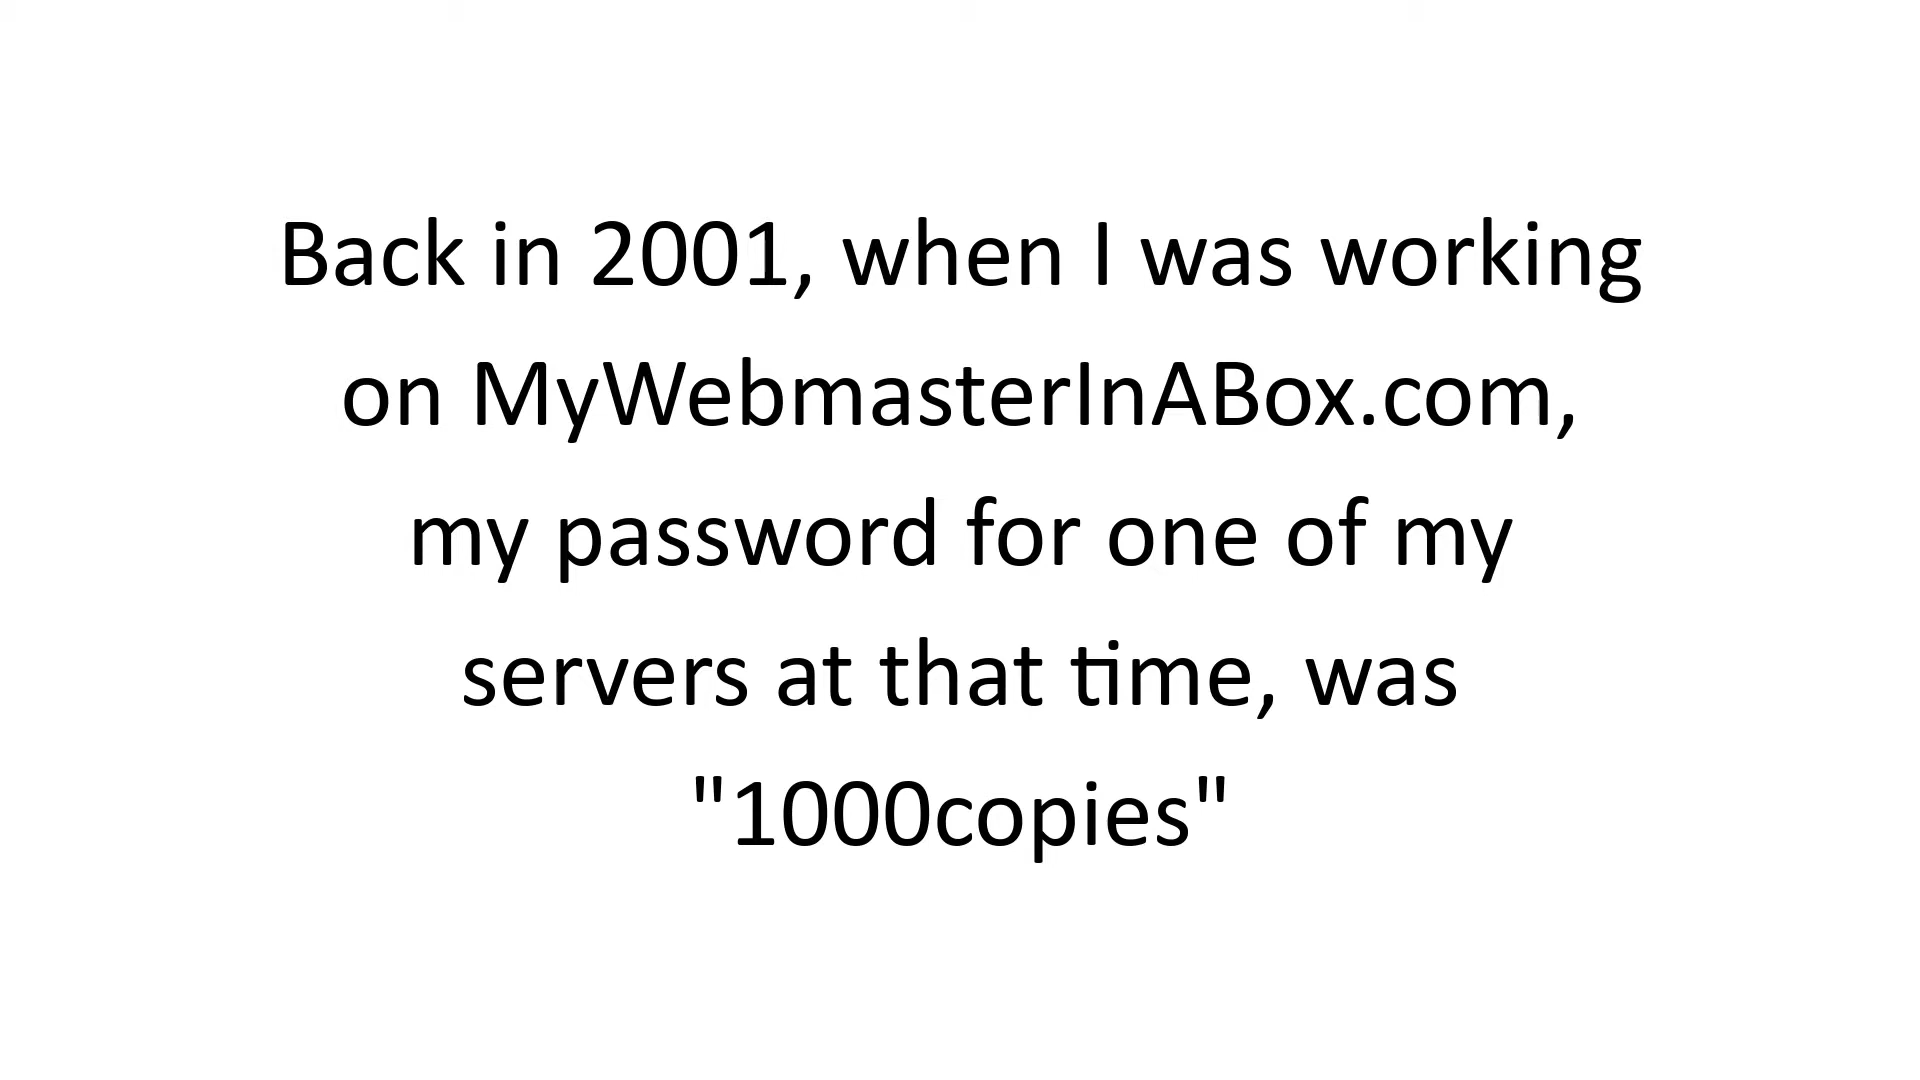 Back in 2001, when I was working
on MyWebmasterInABox.com,
my password for one of my
servers at that time, was
"1000copies"